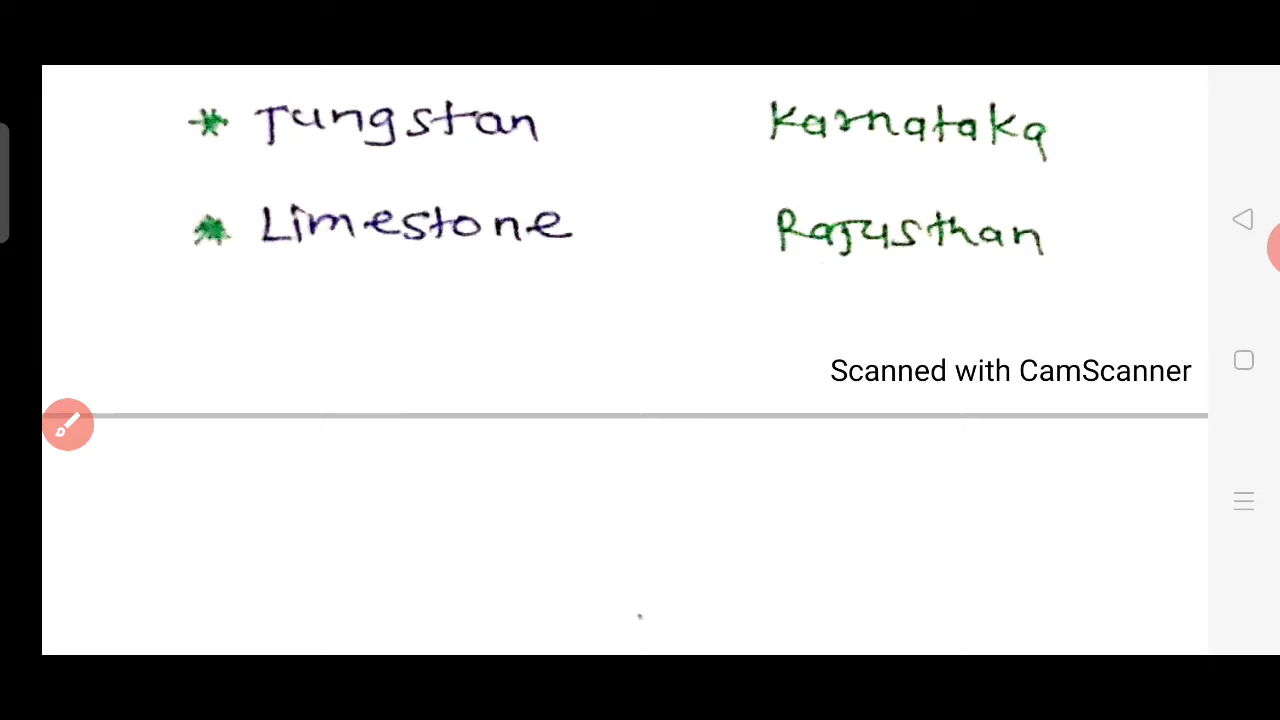 * Tungstan Karnataka
* Limestone Rajusthan
Scanned with CamScanner